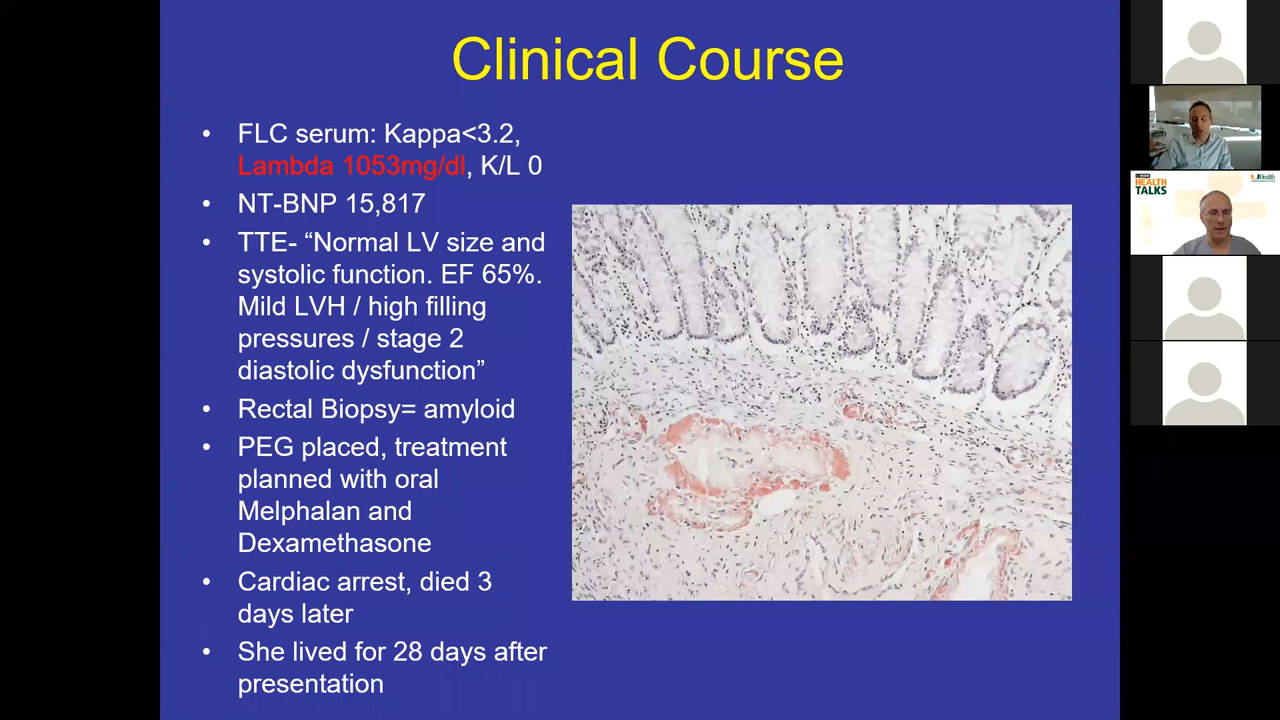 Clinical Course
• FLC serum: Kappa<3.2,
Lambda 1053mg/dl, K/L 0
• NT-BNP 15,817
• TTE- “Normal LV size and
systolic function. EF 65%.
Mild LVH / high filling
pressures / stage 2
diastolic dysfunction”
• Rectal Biopsy= amyloid
• PEG placed, treatment
planned with oral
Melphalan and
Dexamethasone
• Cardiac arrest, died 3
days later
• She lived for 28 days after
presentation
HEALTH
TALKS
UHealth